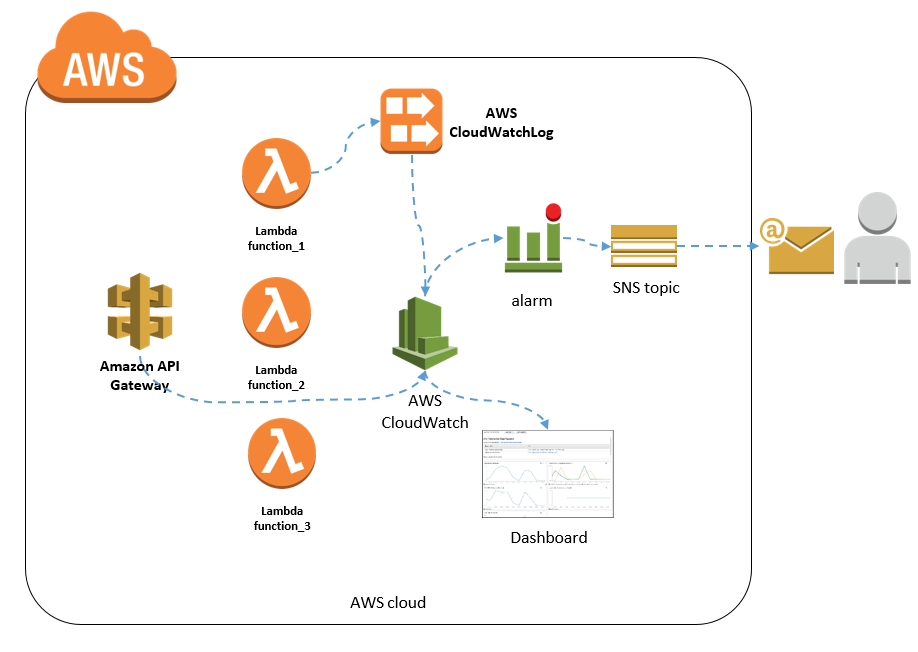 AWS
AWS
CloudWatchLog
Lambda
function_1
@
alarm
SNS topic
Amazon API
Gateway
Lambda
function_2
AWS
CloudWatch
Lambda
function_3
Dashboard
AWS cloud